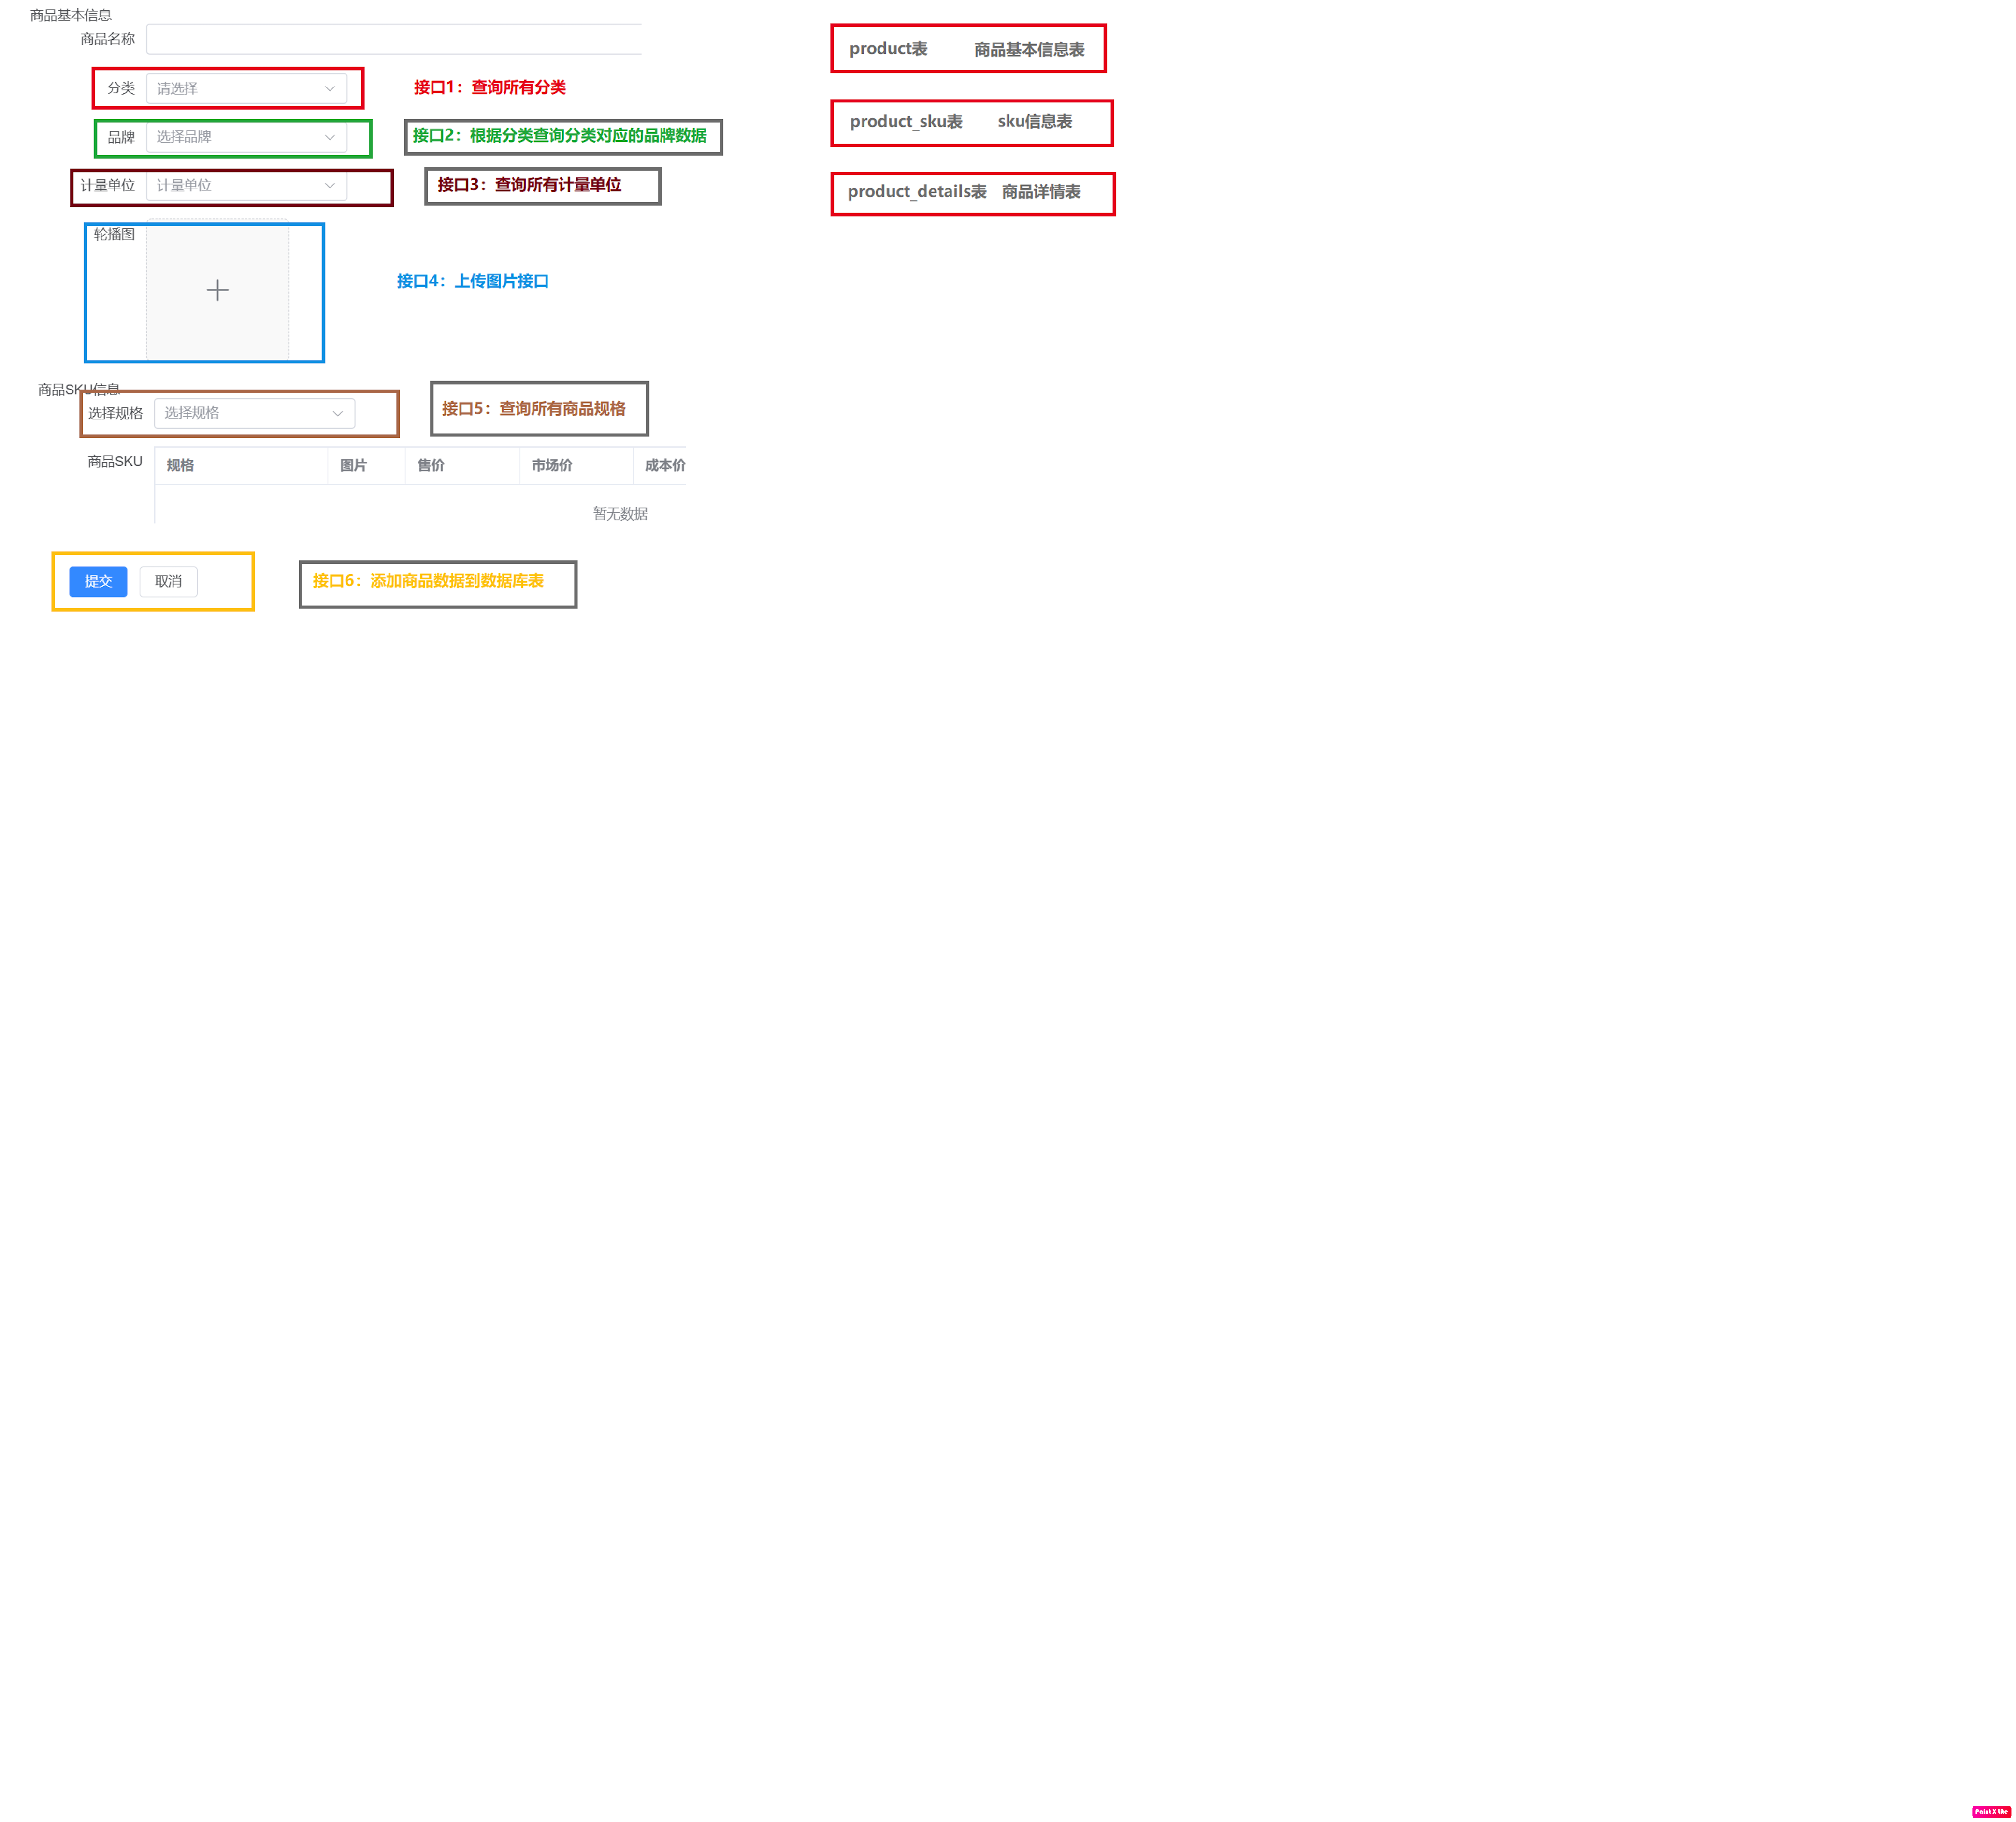 商品基本信息
商品名称
分类 请选择 接口1：查询所有分类
品牌 选择品牌 接口2：根据分类查询分类对应的品牌数据
计量单位 计量单位 接口3：查询所有计量单位
轮播图
接口4：上传图片接口
商品SKU信息
选择规格 选择规格 接口5：查询所有商品规格
商品SKU 规格 图片 售价 市场价 成本价
暂无数据
提交 取消 接口6：添加商品数据到数据库表
product表 商品基本信息表
product_sku表 sku信息表
product_details表 商品详情表
Paint X Lite